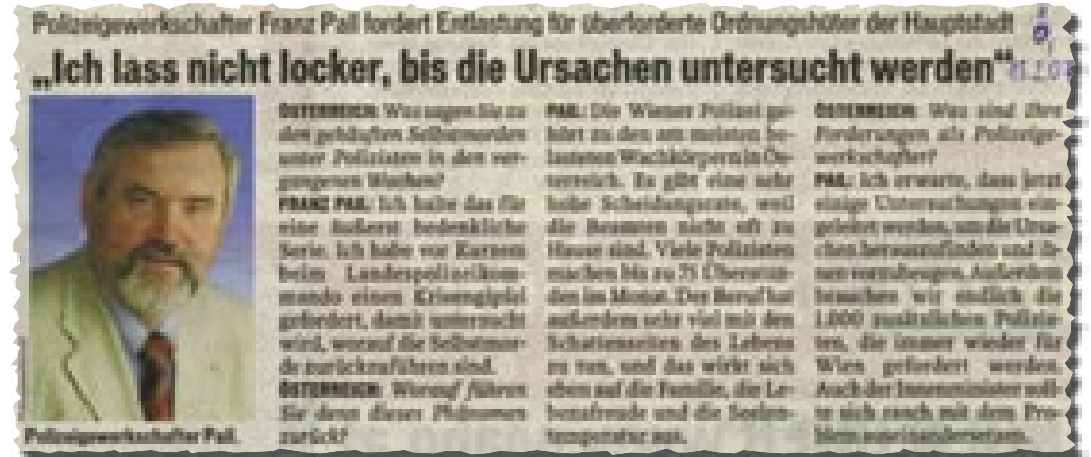 Polizeigewerkschafter Franz Pail fordert Entlastung für überforderte Ordnungshüter der Hauptstadt
„Ich lass nicht locker, bis die Ursachen untersucht werden“
ÖSTERREICH: Was sagen Sie zu
den gehäuften Selbstmorden
unter Polizisten in den ver-
gangenen Wochen?
FRANZ PAIL: Ich halte das für
eine äußerst bedenkliche
Serie. Ich habe vor Kurzem
beim Landespolizeikom-
mando einen Krisengipfel
gefordert, damit untersucht
wird, worauf die Selbstmor-
de zurückzuführen sind.
ÖSTERREICH: Worauf führen
Sie denn dieses Phänomen
zurück?
PAIL: Die Wiener Polizei ge-
hört zu den am meisten be-
lasteten Wachkörpern in Ös-
terreich. Es gibt eine sehr
hohe Scheidungsrate, weil
die Beamten nicht oft zu
Hause sind. Viele Polizisten
machen bis zu 75 Überstun-
den im Monat. Der Beruf hat
außerdem sehr viel mit den
Schattenseiten des Lebens
zu tun, und das wirkt sich
eben auf die Familie, die Le-
bensfreude und die Seelen-
temperatur aus.
ÖSTERREICH: Was sind Ihre
Forderungen als Polizeige-
werkschafter?
PAIL: Ich erwarte, dass jetzt
einige Untersuchungen ein-
geleitet werden, um die Ursa-
chen herauszufinden und ih-
nen vorzubeugen. Außerdem
brauchen wir endlich die
1.000 zusätzlichen Polizis-
ten, die immer wieder für
Wien gefordert werden.
Auch der Innenminister soll-
te sich rasch mit dem Pro-
blem auseinandersetzen.
Polizeigewerkschafter Pail.